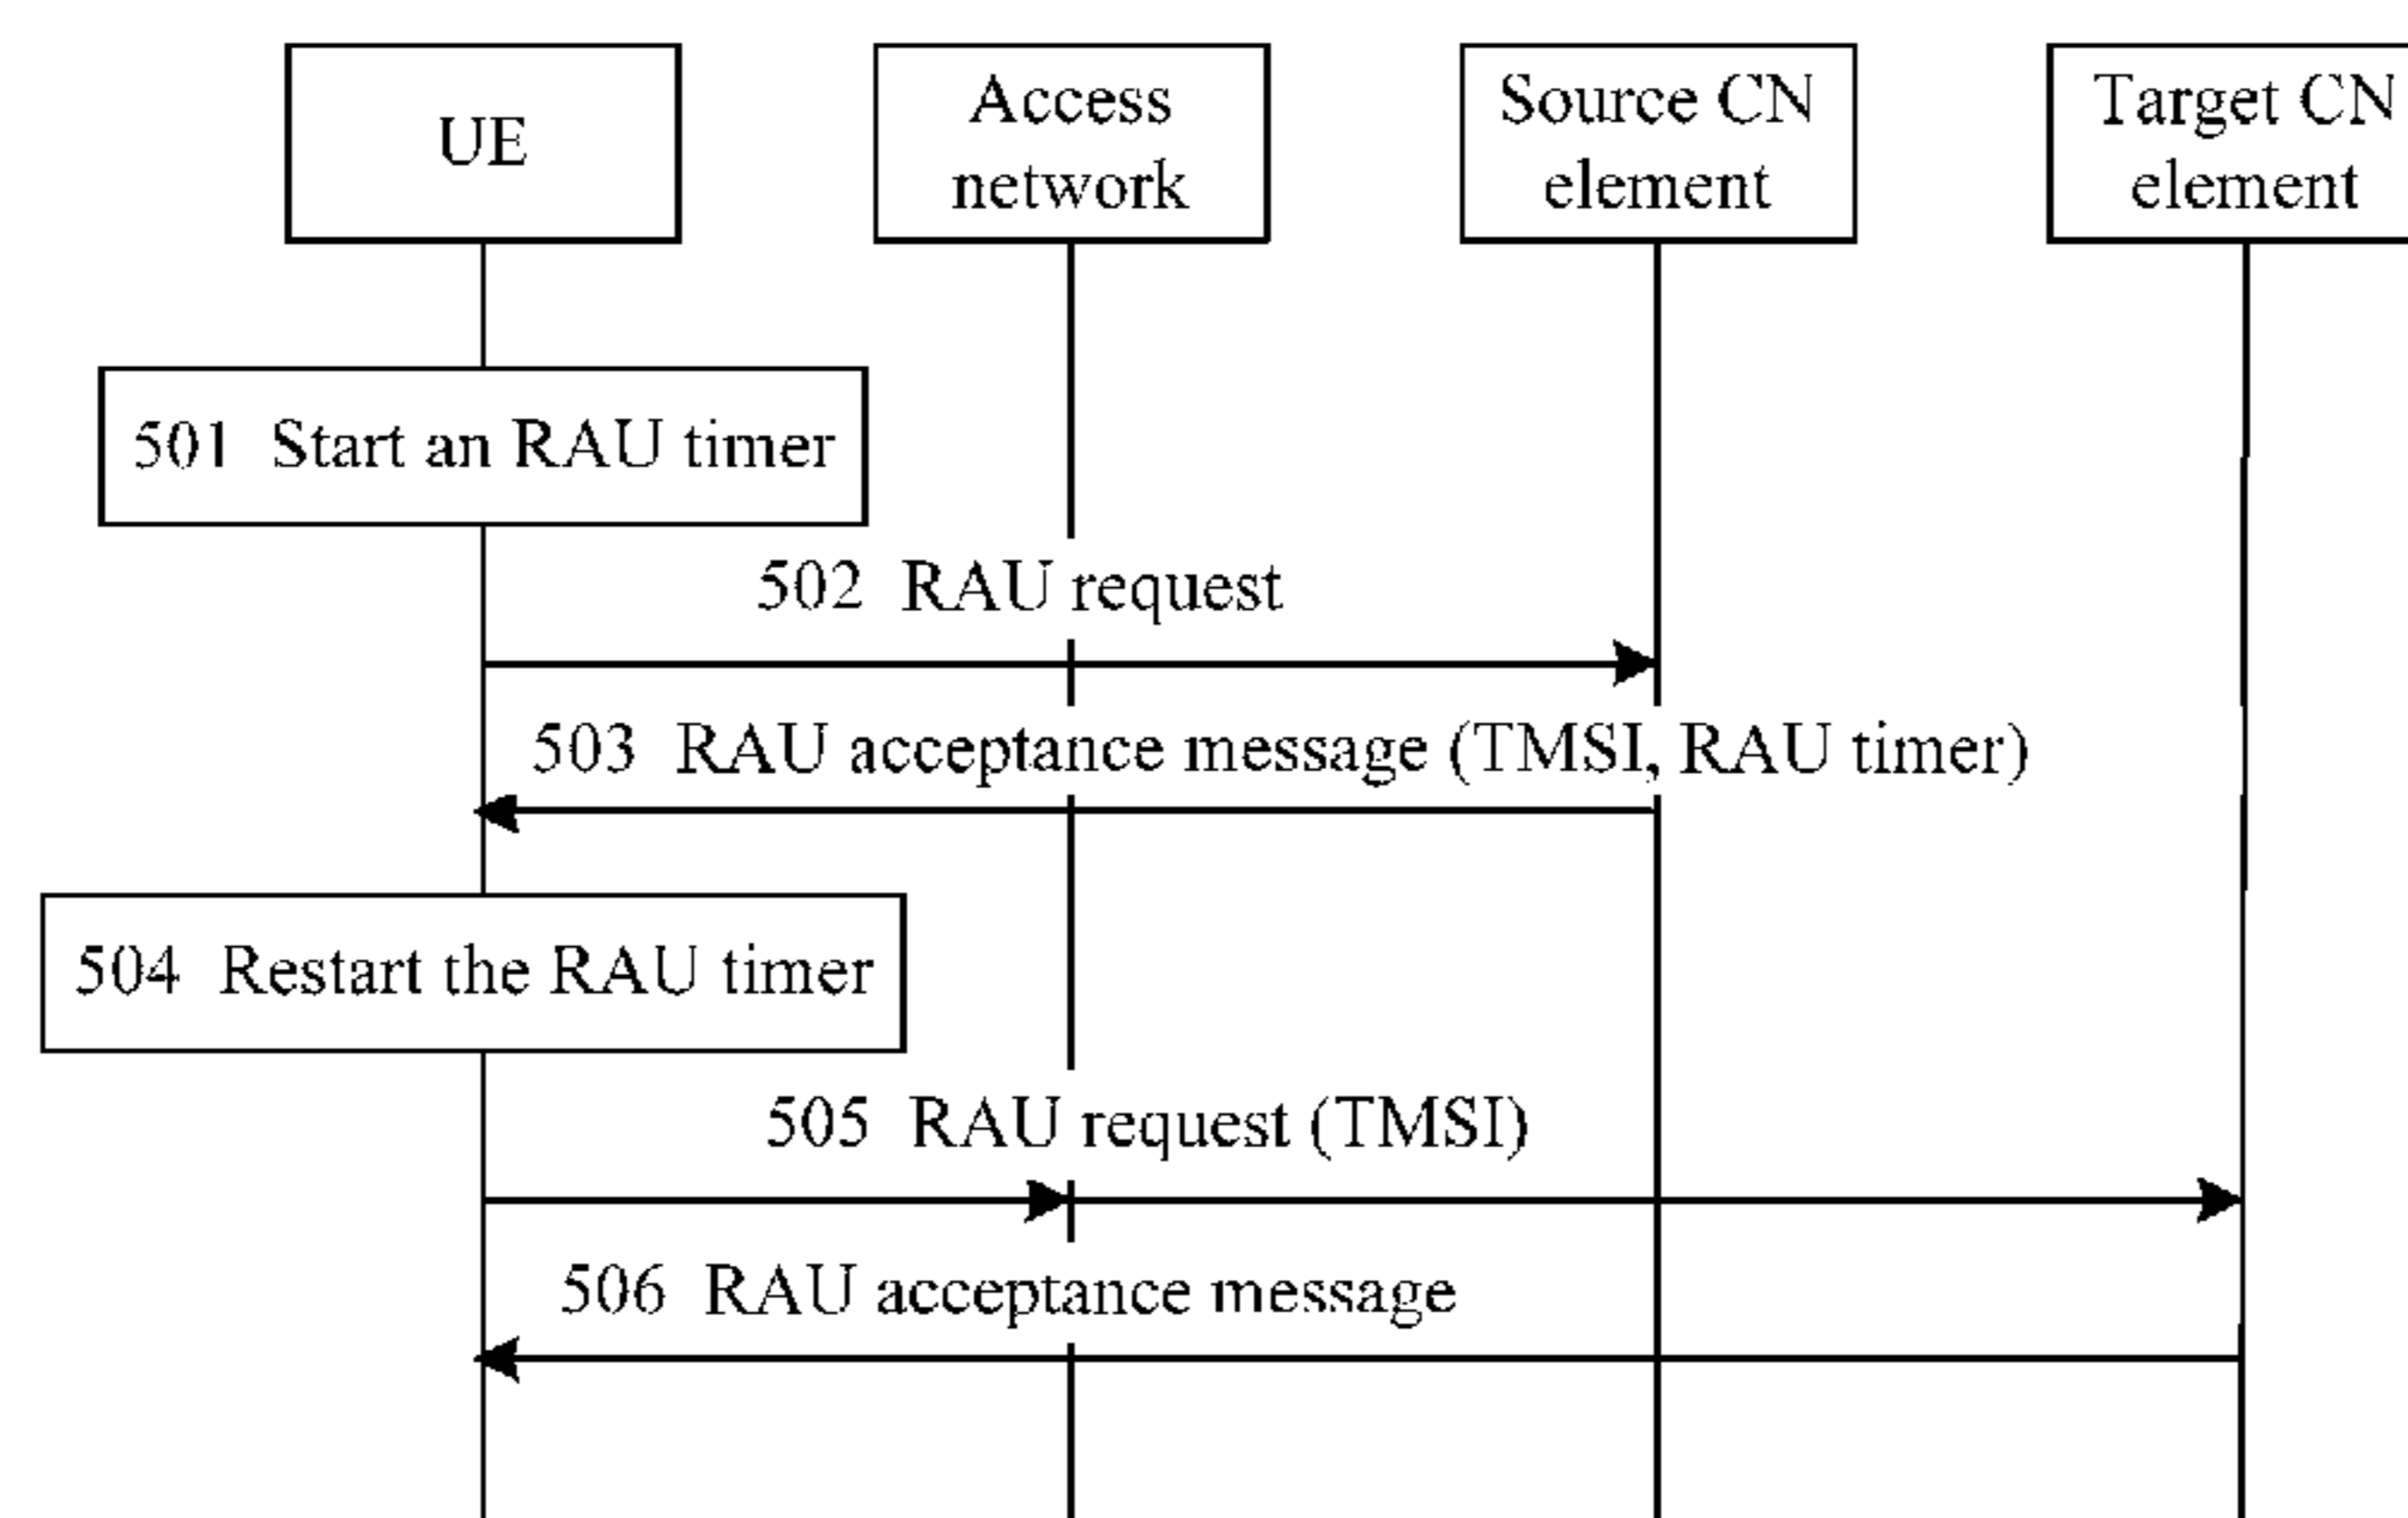 UE
Access
network
Source CN
element
Target CN
element
501 Start an RAU timer
502 RAU request
503 RAU acceptance message (TMSI, RAU timer)
504 Restart the RAU timer
505 RAU request (TMSI)
506 RAU acceptance message